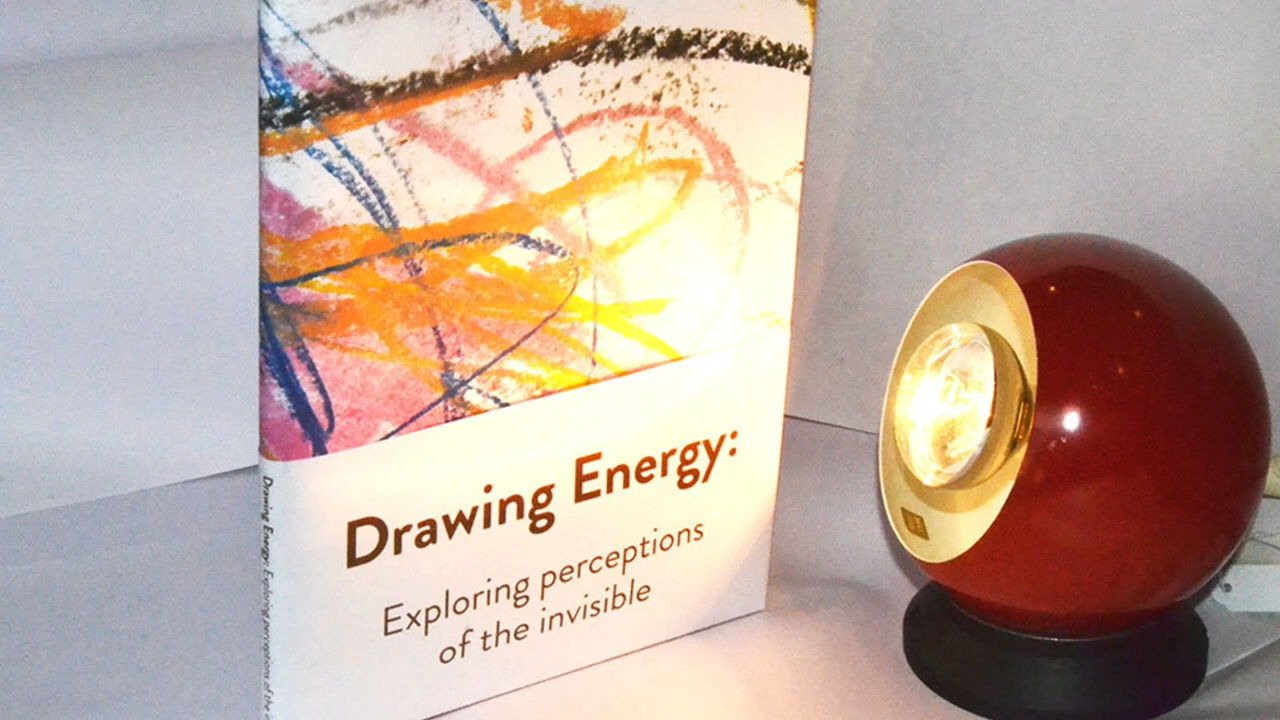 Drawing Energy:
Exploring perceptions
of the invisible
Drawing Energy: Exploring perceptions of the